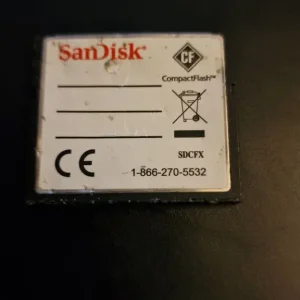 SanDisk®
CF
CompactFlash™
CE
SDCFX
1-866-270-5532